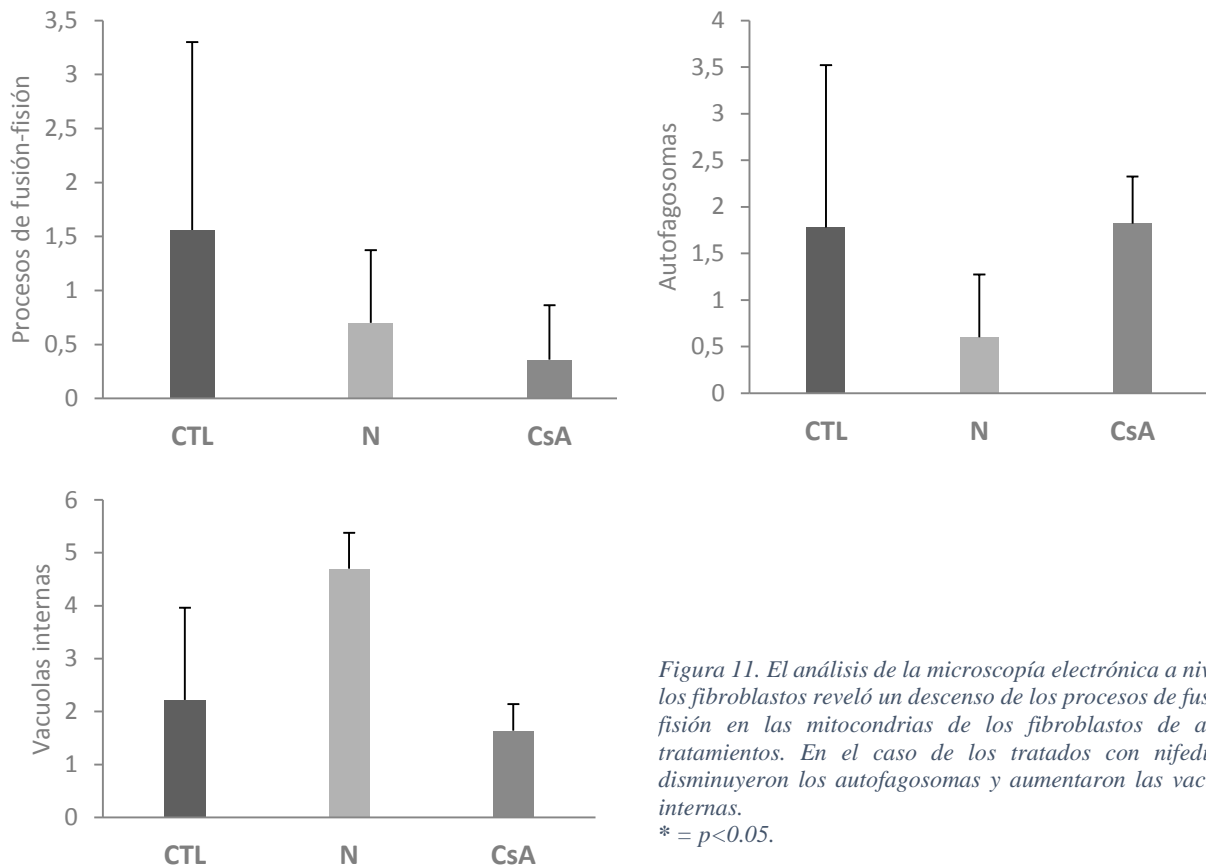 3,5
3
2,5
2
1,5
1
0,5
0
Procesos de fusión-fisión
CTL N CsA
4
3,5
3
2,5
2
1,5
1
0,5
0
Autofagosomas
CTL N CsA
6
5
4
3
2
1
0
Vacuolas internas
CTL N CsA
Figura 11. El análisis de la microscopía electrónica a
los fibroblastos reveló un descenso de los procesos de
fisión en las mitocondrias de los fibroblastos de
tratamientos. En el caso de los tratados con
disminuyeron los autofagosomas y aumentaron las
internas.
* = p<0.05.